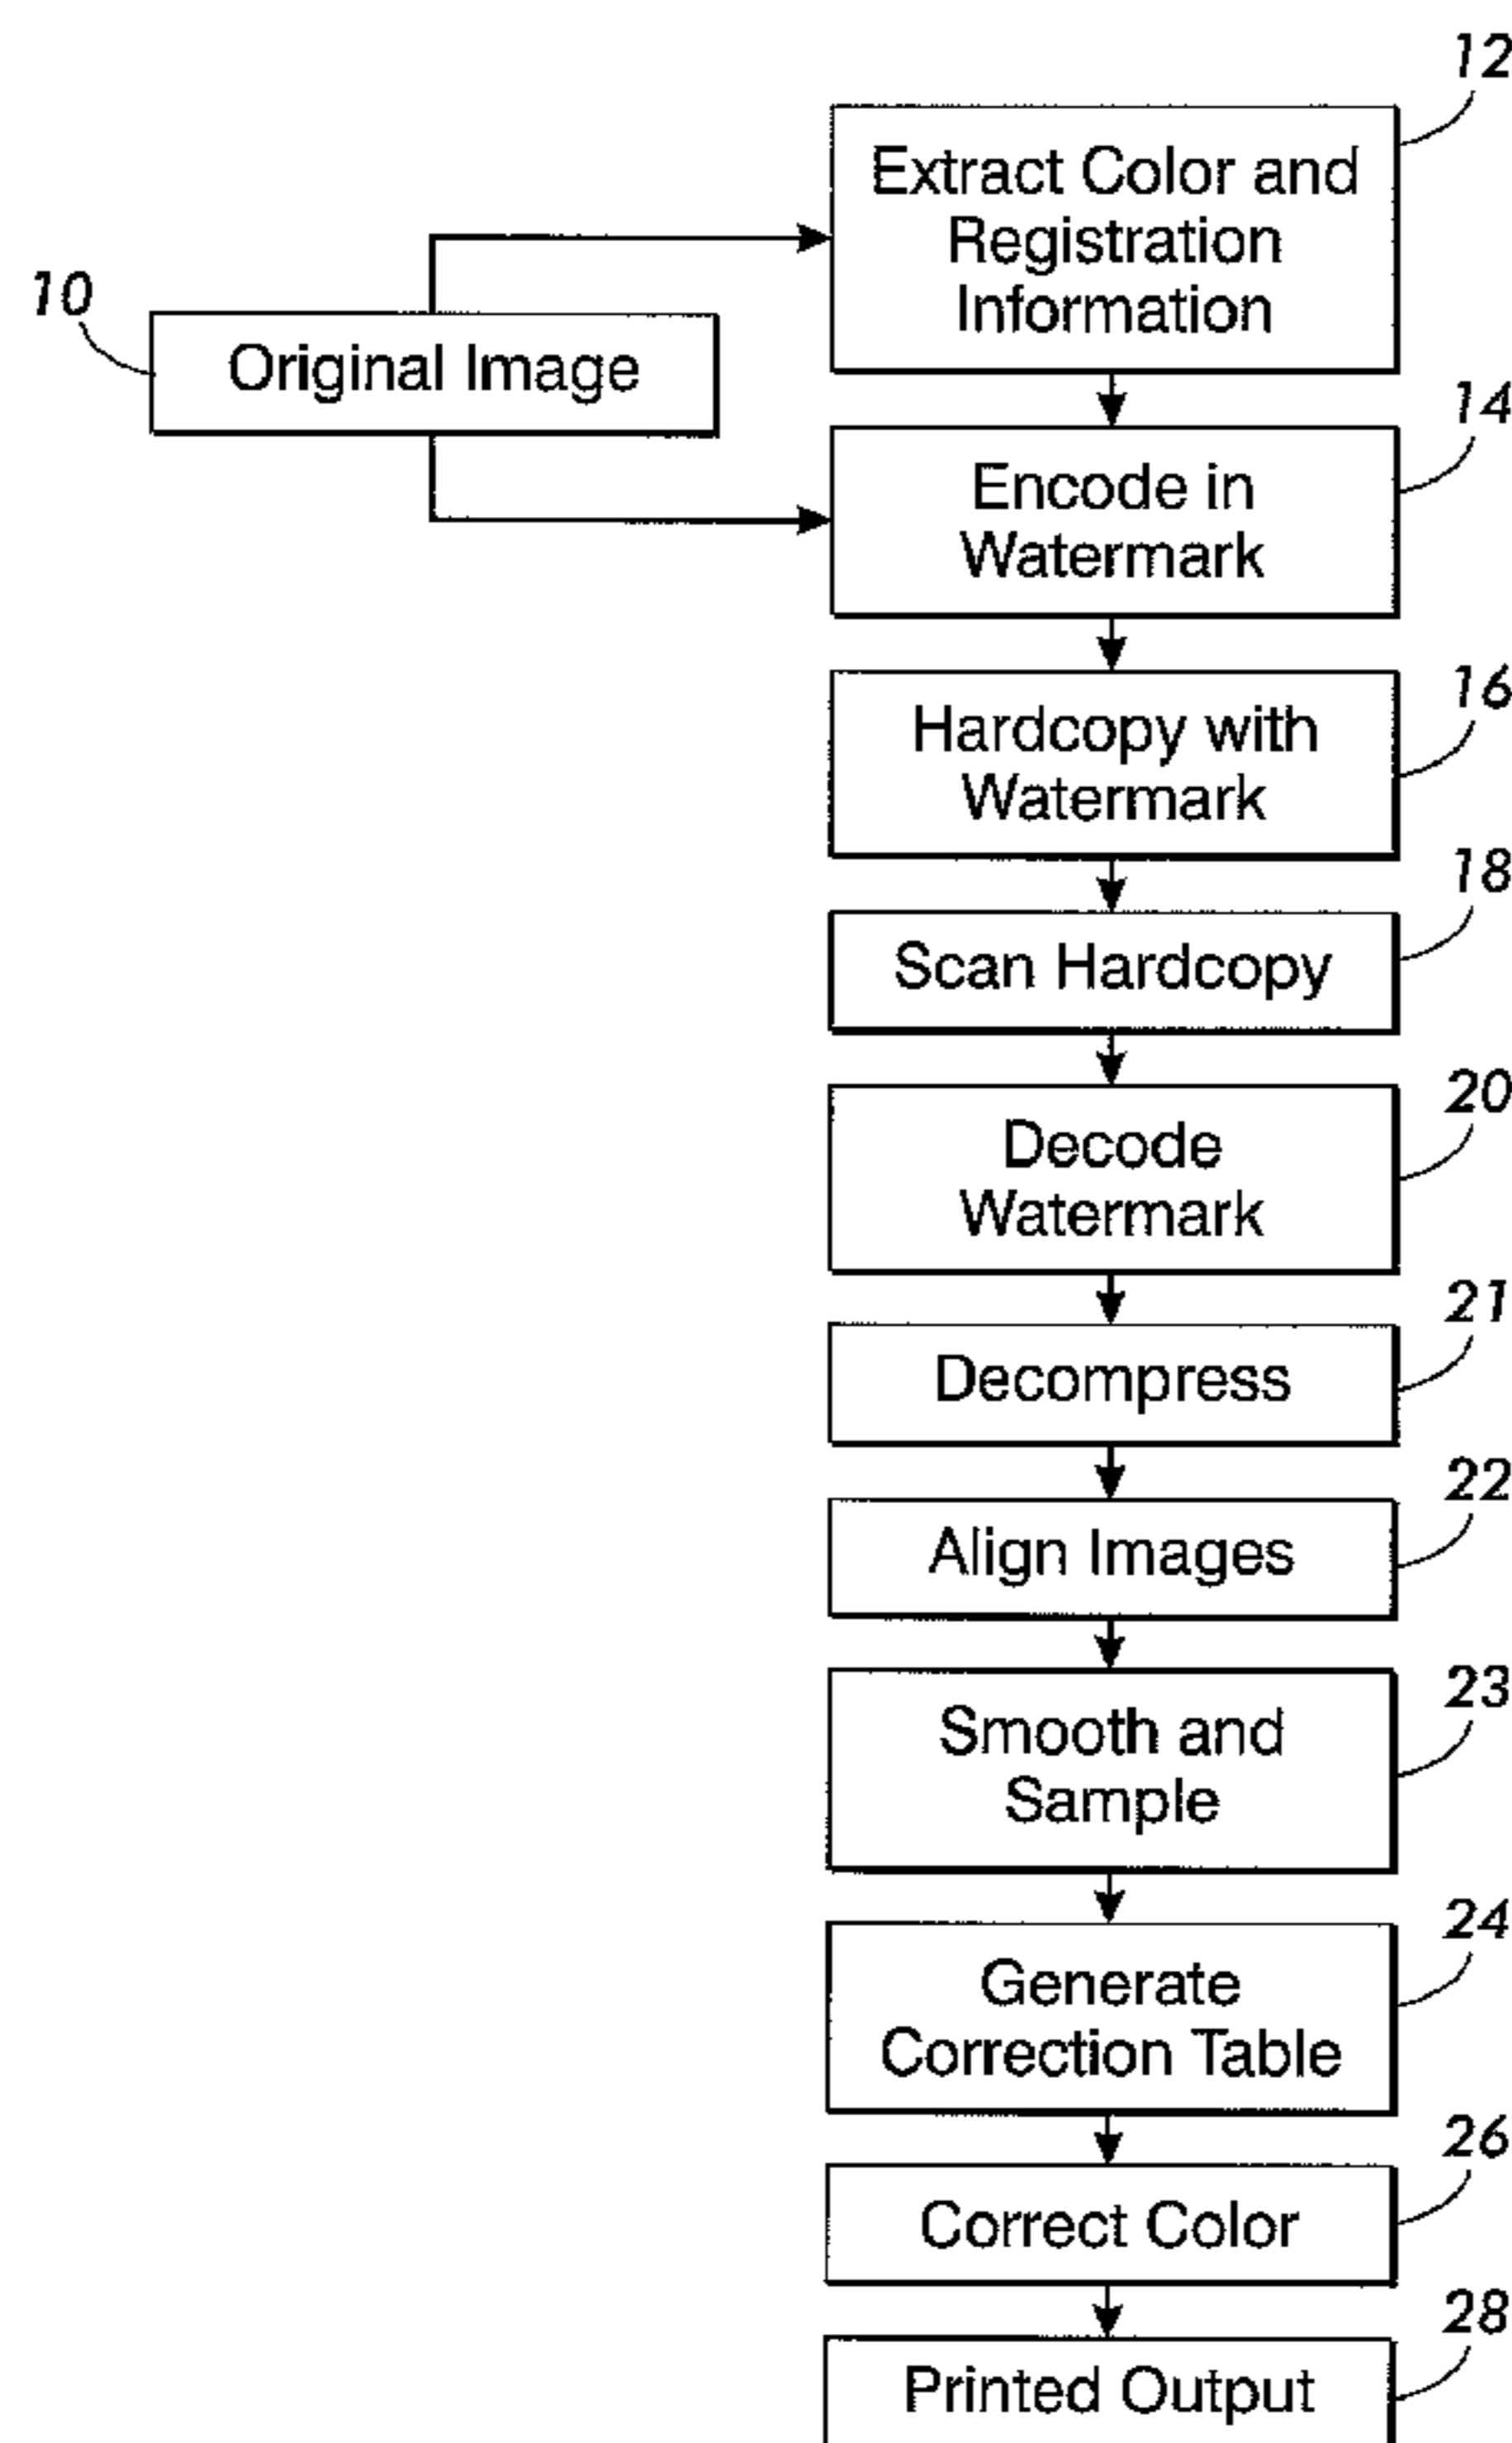 12
Extract Color and
Registration
Information
10
Original Image
14
Encode in
Watermark
16
Hardcopy with
Watermark
18
Scan Hardcopy
20
Decode
Watermark
21
Decompress
22
Align Images
23
Smooth and
Sample
24
Generate
Correction Table
26
Correct Color
28
Printed Output